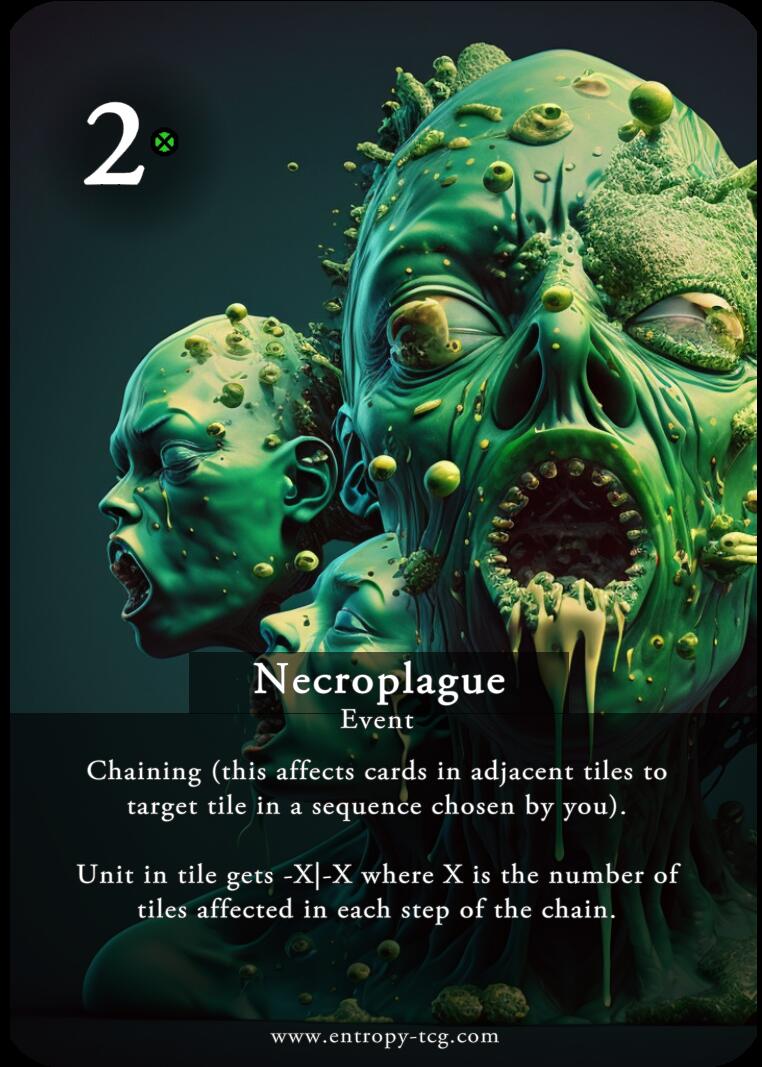 2
Necroplague
Event
Chaining (this affects cards in adjacent tiles to
target tile in a sequence chosen by you).
Unit in tile gets -X|-X where X is the number of
tiles affected in each step of the chain.
www.entropy-tcg.com